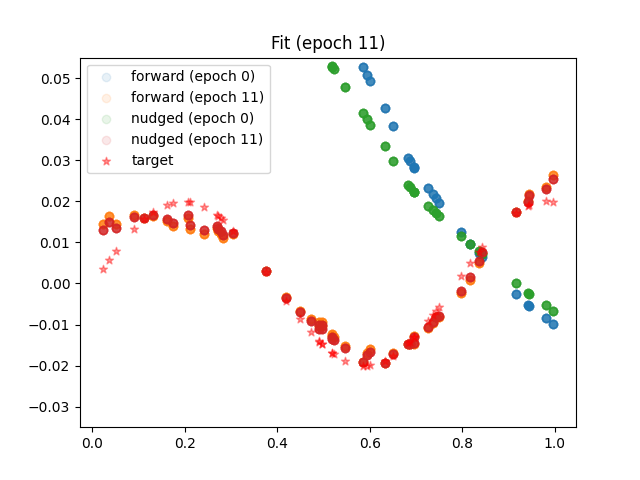 Fit (epoch 11)
forward (epoch 0)
forward (epoch 11)
nudged (epoch 0)
nudged (epoch 11)
target
0.05
0.04
0.03
0.02
0.01
0.00
−0.01
−0.02
−0.03
0.0 0.2 0.4 0.6 0.8 1.0